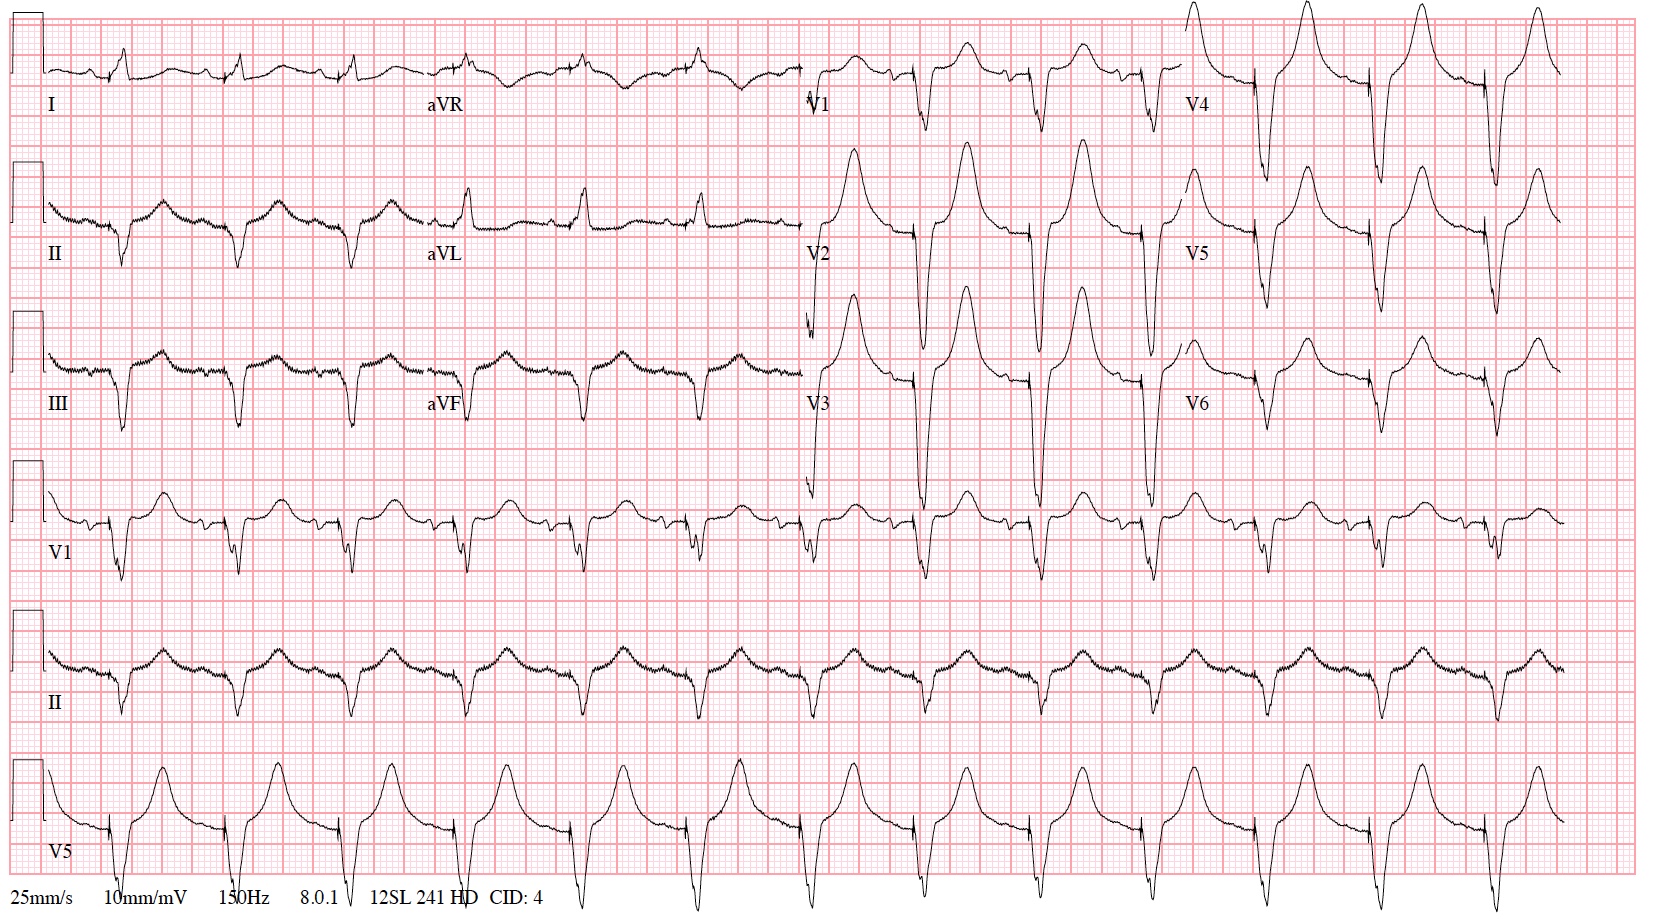 I aVR V1 V4
II aVL V2 V5
III aVF V3 V6
V1
II
V5
25mm/s 10mm/mV 150Hz 8.0.1 12SL 241 HD CID: 4